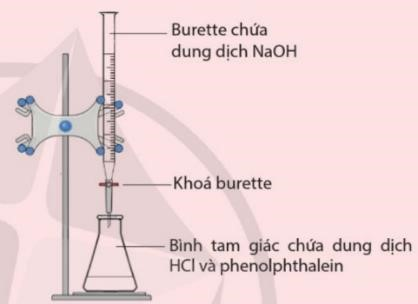 Burette chứa
dung dịch NaOH
Khoá burette
Bình tam giác chứa dung dịch
HCl và phenolphthalein